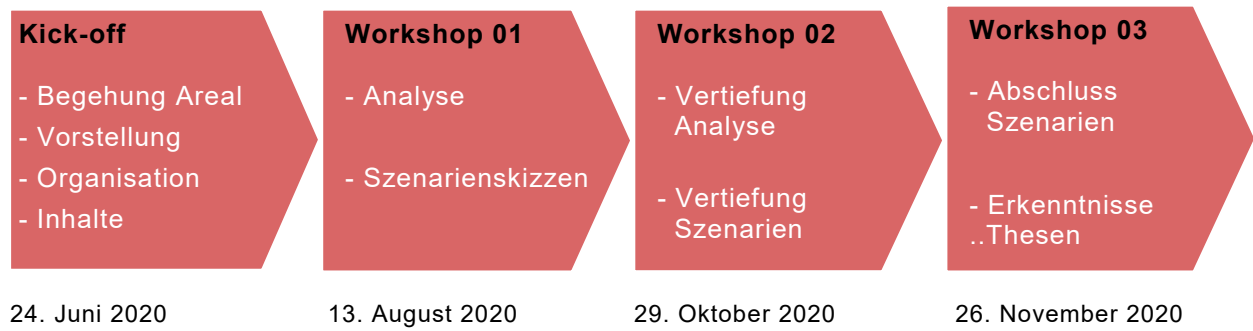 Kick-off
- Begehung Areal
- Vorstellung
- Organisation
- Inhalte
24. Juni 2020
Workshop 01
- Analyse
- Szenarienskizzen
13. August 2020
Workshop 02
- Vertiefung
Analyse
- Vertiefung
Szenarien
29. Oktober 2020
Workshop 03
- Abschluss
Szenarien
- Erkenntnisse
..Thesen
26. November 2020